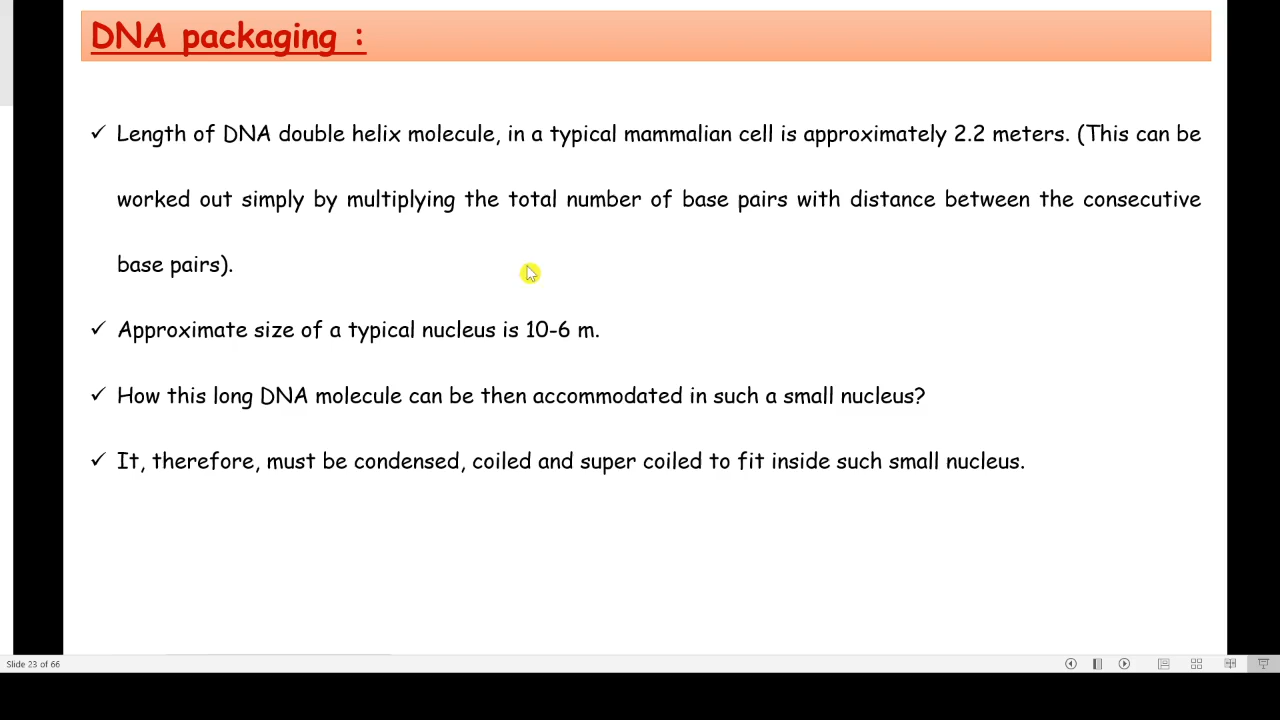 DNA packaging :
✓ Length of DNA double helix molecule, in a typical mammalian cell is approximately 2.2 meters. (This can be
worked out simply by multiplying the total number of base pairs with distance between the consecutive
base pairs).
✓ Approximate size of a typical nucleus is 10-6 m.
✓ How this long DNA molecule can be then accommodated in such a small nucleus?
✓ It, therefore, must be condensed, coiled and super coiled to fit inside such small nucleus.
Slide 23 of 66